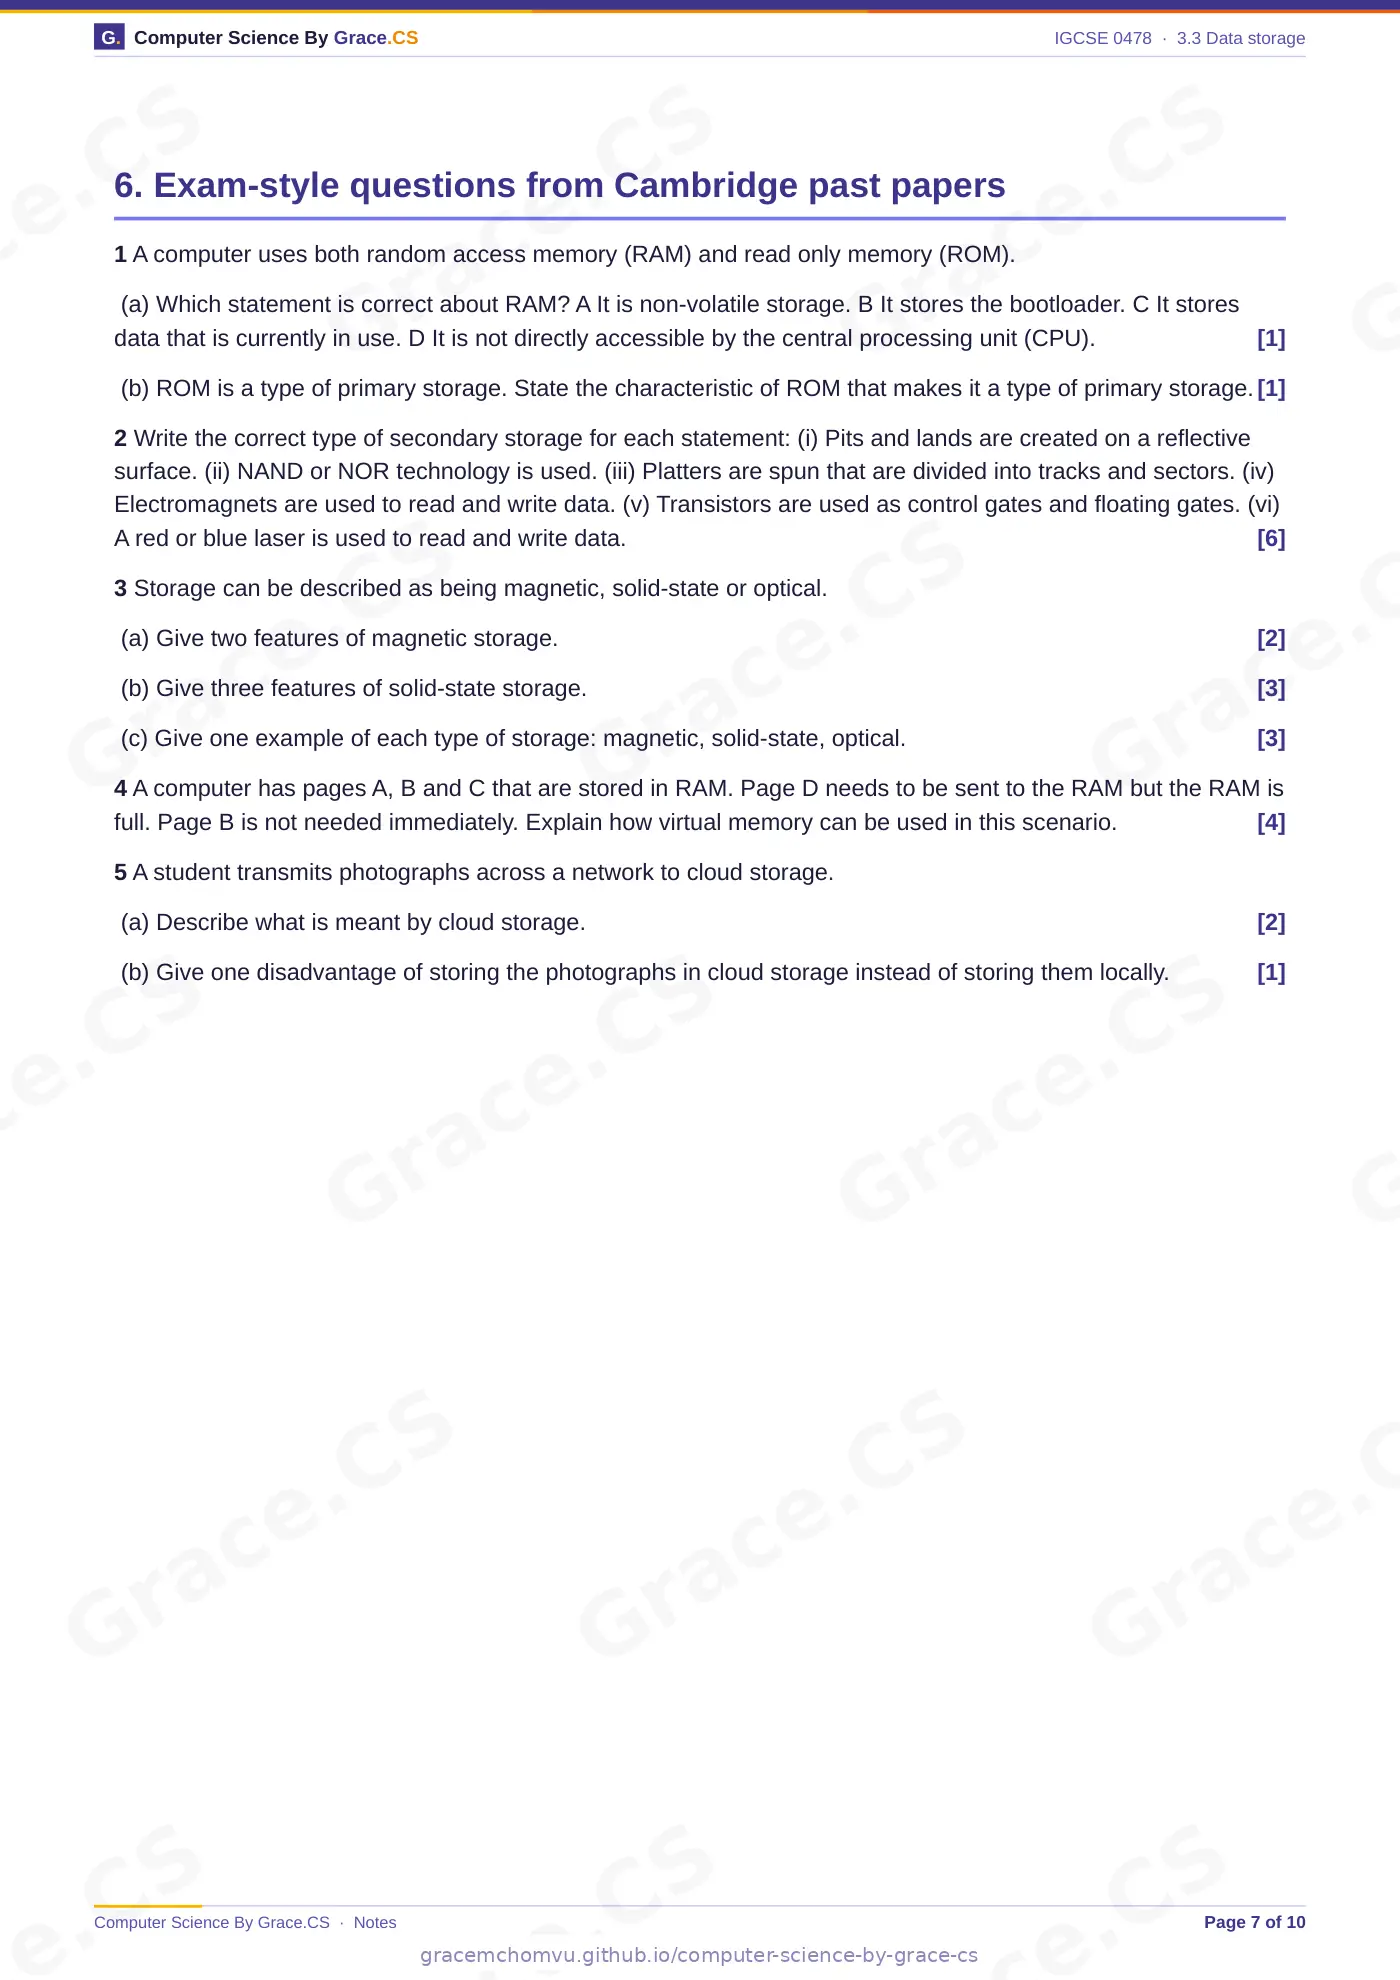 G. Computer Science By Grace.CS
IGCSE 0478 · 3.3 Data storage
6. Exam-style questions from Cambridge past papers
1 A computer uses both random access memory (RAM) and read only memory (ROM).
(a) Which statement is correct about RAM? A It is non-volatile storage. B It stores the bootloader. C It stores
data that is currently in use. D It is not directly accessible by the central processing unit (CPU). [1]
(b) ROM is a type of primary storage. State the characteristic of ROM that makes it a type of primary storage. [1]
2 Write the correct type of secondary storage for each statement: (i) Pits and lands are created on a reflective
surface. (ii) NAND or NOR technology is used. (iii) Platters are spun that are divided into tracks and sectors. (iv)
Electromagnets are used to read and write data. (v) Transistors are used as control gates and floating gates. (vi)
A red or blue laser is used to read and write data. [6]
3 Storage can be described as being magnetic, solid-state or optical.
(a) Give two features of magnetic storage. [2]
(b) Give three features of solid-state storage. [3]
(c) Give one example of each type of storage: magnetic, solid-state, optical. [3]
4 A computer has pages A, B and C that are stored in RAM. Page D needs to be sent to the RAM but the RAM is
full. Page B is not needed immediately. Explain how virtual memory can be used in this scenario. [4]
5 A student transmits photographs across a network to cloud storage.
(a) Describe what is meant by cloud storage. [2]
(b) Give one disadvantage of storing the photographs in cloud storage instead of storing them locally. [1]
Computer Science By Grace.CS · Notes
Page 7 of 10
gracemchomvu.github.io/computer-science-by-grace-cs